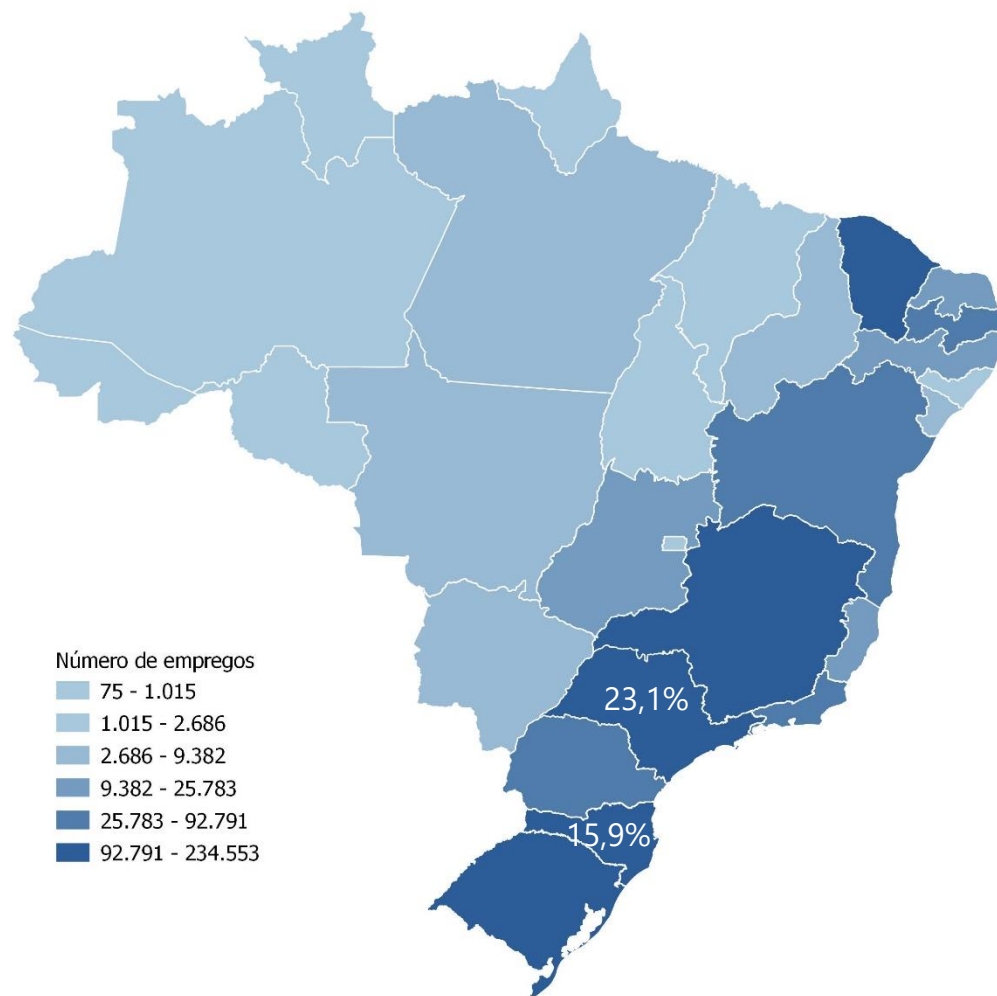 Número de empregos
75 - 1.015
1.015 - 2.686
2.686 - 9.382
9.382 - 25.783
25.783 - 92.791
92.791 - 234.553
23,1%
15,9%